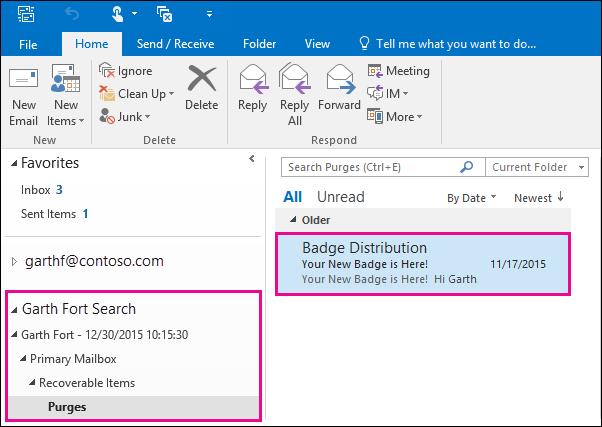 File Home Send / Receive Folder View Tell me what you want to do...
New Email
New Items
Ignore
Clean Up
Junk
Delete
Reply
Reply All
Forward
Meeting
IM
More
New Delete Respond
Favorites
Inbox 3
Sent Items 1
garthf@contoso.com
Garth Fort Search
Garth Fort - 12/30/2015 10:15:30
Primary Mailbox
Recoverable Items
Purges
Search Purges (Ctrl+E) Current Folder
All Unread By Date Newest
Older
Badge Distribution
Your New Badge is Here! 11/17/2015
Your New Badge is Here! Hi Garth